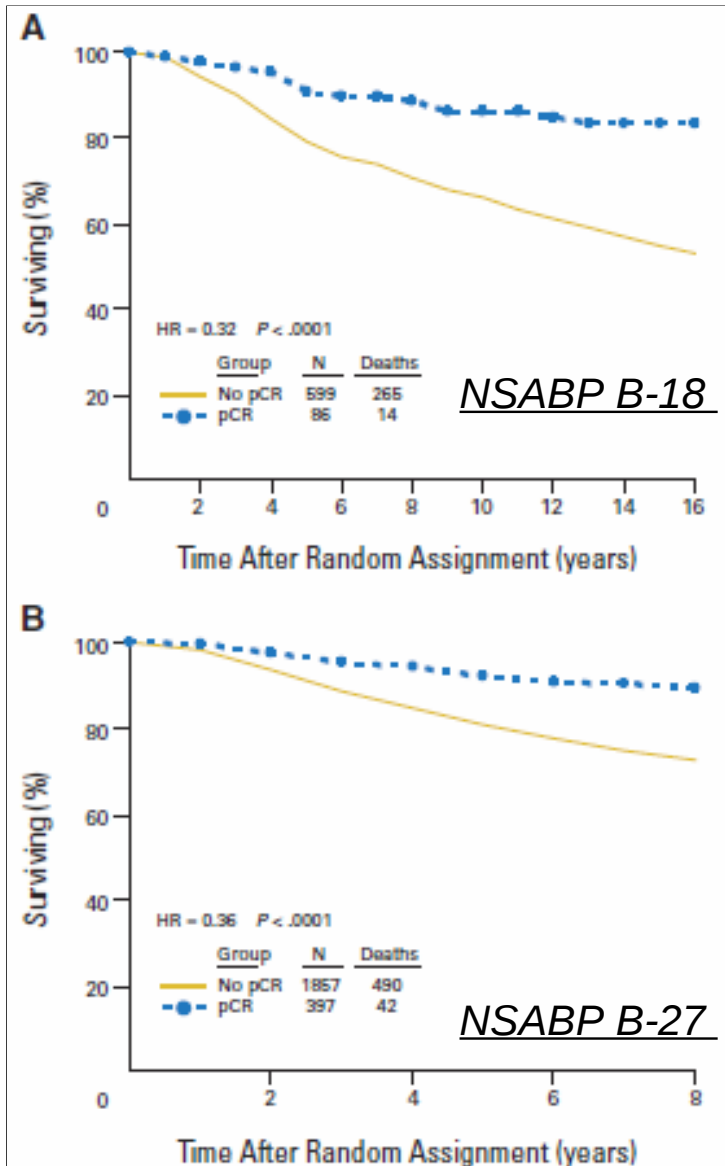 A
100
80
60
40
20
0
Surviving (%)
HR = 0.32 P < .0001
Group N Deaths
No pCR 599 265
pCR 86 14
NSABP B-18
2 4 6 8 10 12 14 16
Time After Random Assignment (years)
B
100
80
60
40
20
0
Surviving (%)
HR = 0.36 P < .0001
Group N Deaths
No pCR 1857 490
pCR 397 42
NSABP B-27
2 4 6 8
Time After Random Assignment (years)